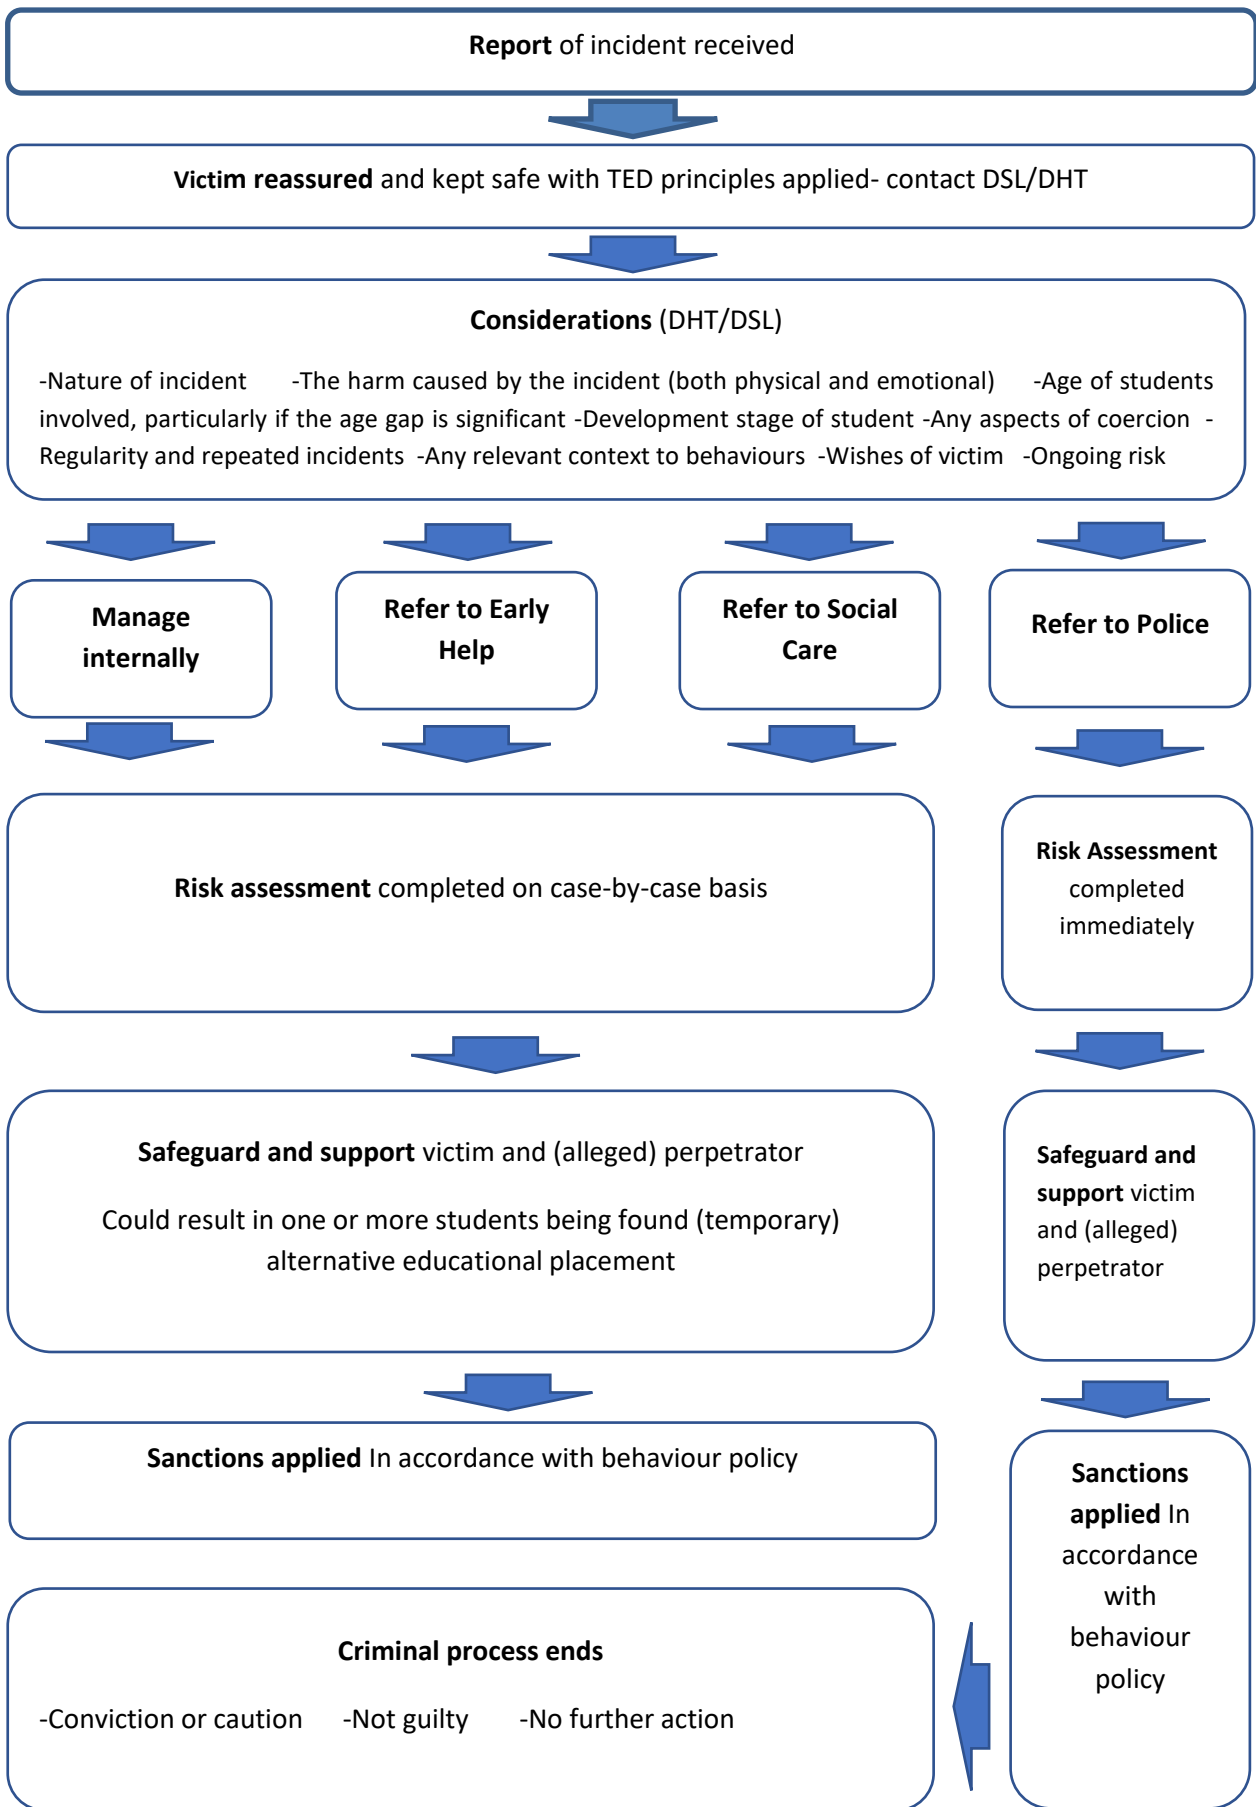 Report of incident received
Victim reassured and kept safe with TED principles applied- contact DSL/DHT
Considerations (DHT/DSL)
-Nature of incident -The harm caused by the incident (both physical and emotional) -Age of students
involved, particularly if the age gap is significant -Development stage of student -Any aspects of coercion -
Regularity and repeated incidents -Any relevant context to behaviours -Wishes of victim -Ongoing risk
Manage
internally
Refer to Early
Help
Refer to Social
Care
Refer to Police
Risk assessment completed on case-by-case basis
Risk Assessment
completed
immediately
Safeguard and support victim and (alleged) perpetrator
Could result in one or more students being found (temporary)
alternative educational placement
Safeguard and
support victim
and (alleged)
perpetrator
Sanctions applied In accordance with behaviour policy
Sanctions
applied In
accordance
with
behaviour
policy
Criminal process ends
-Conviction or caution -Not guilty -No further action